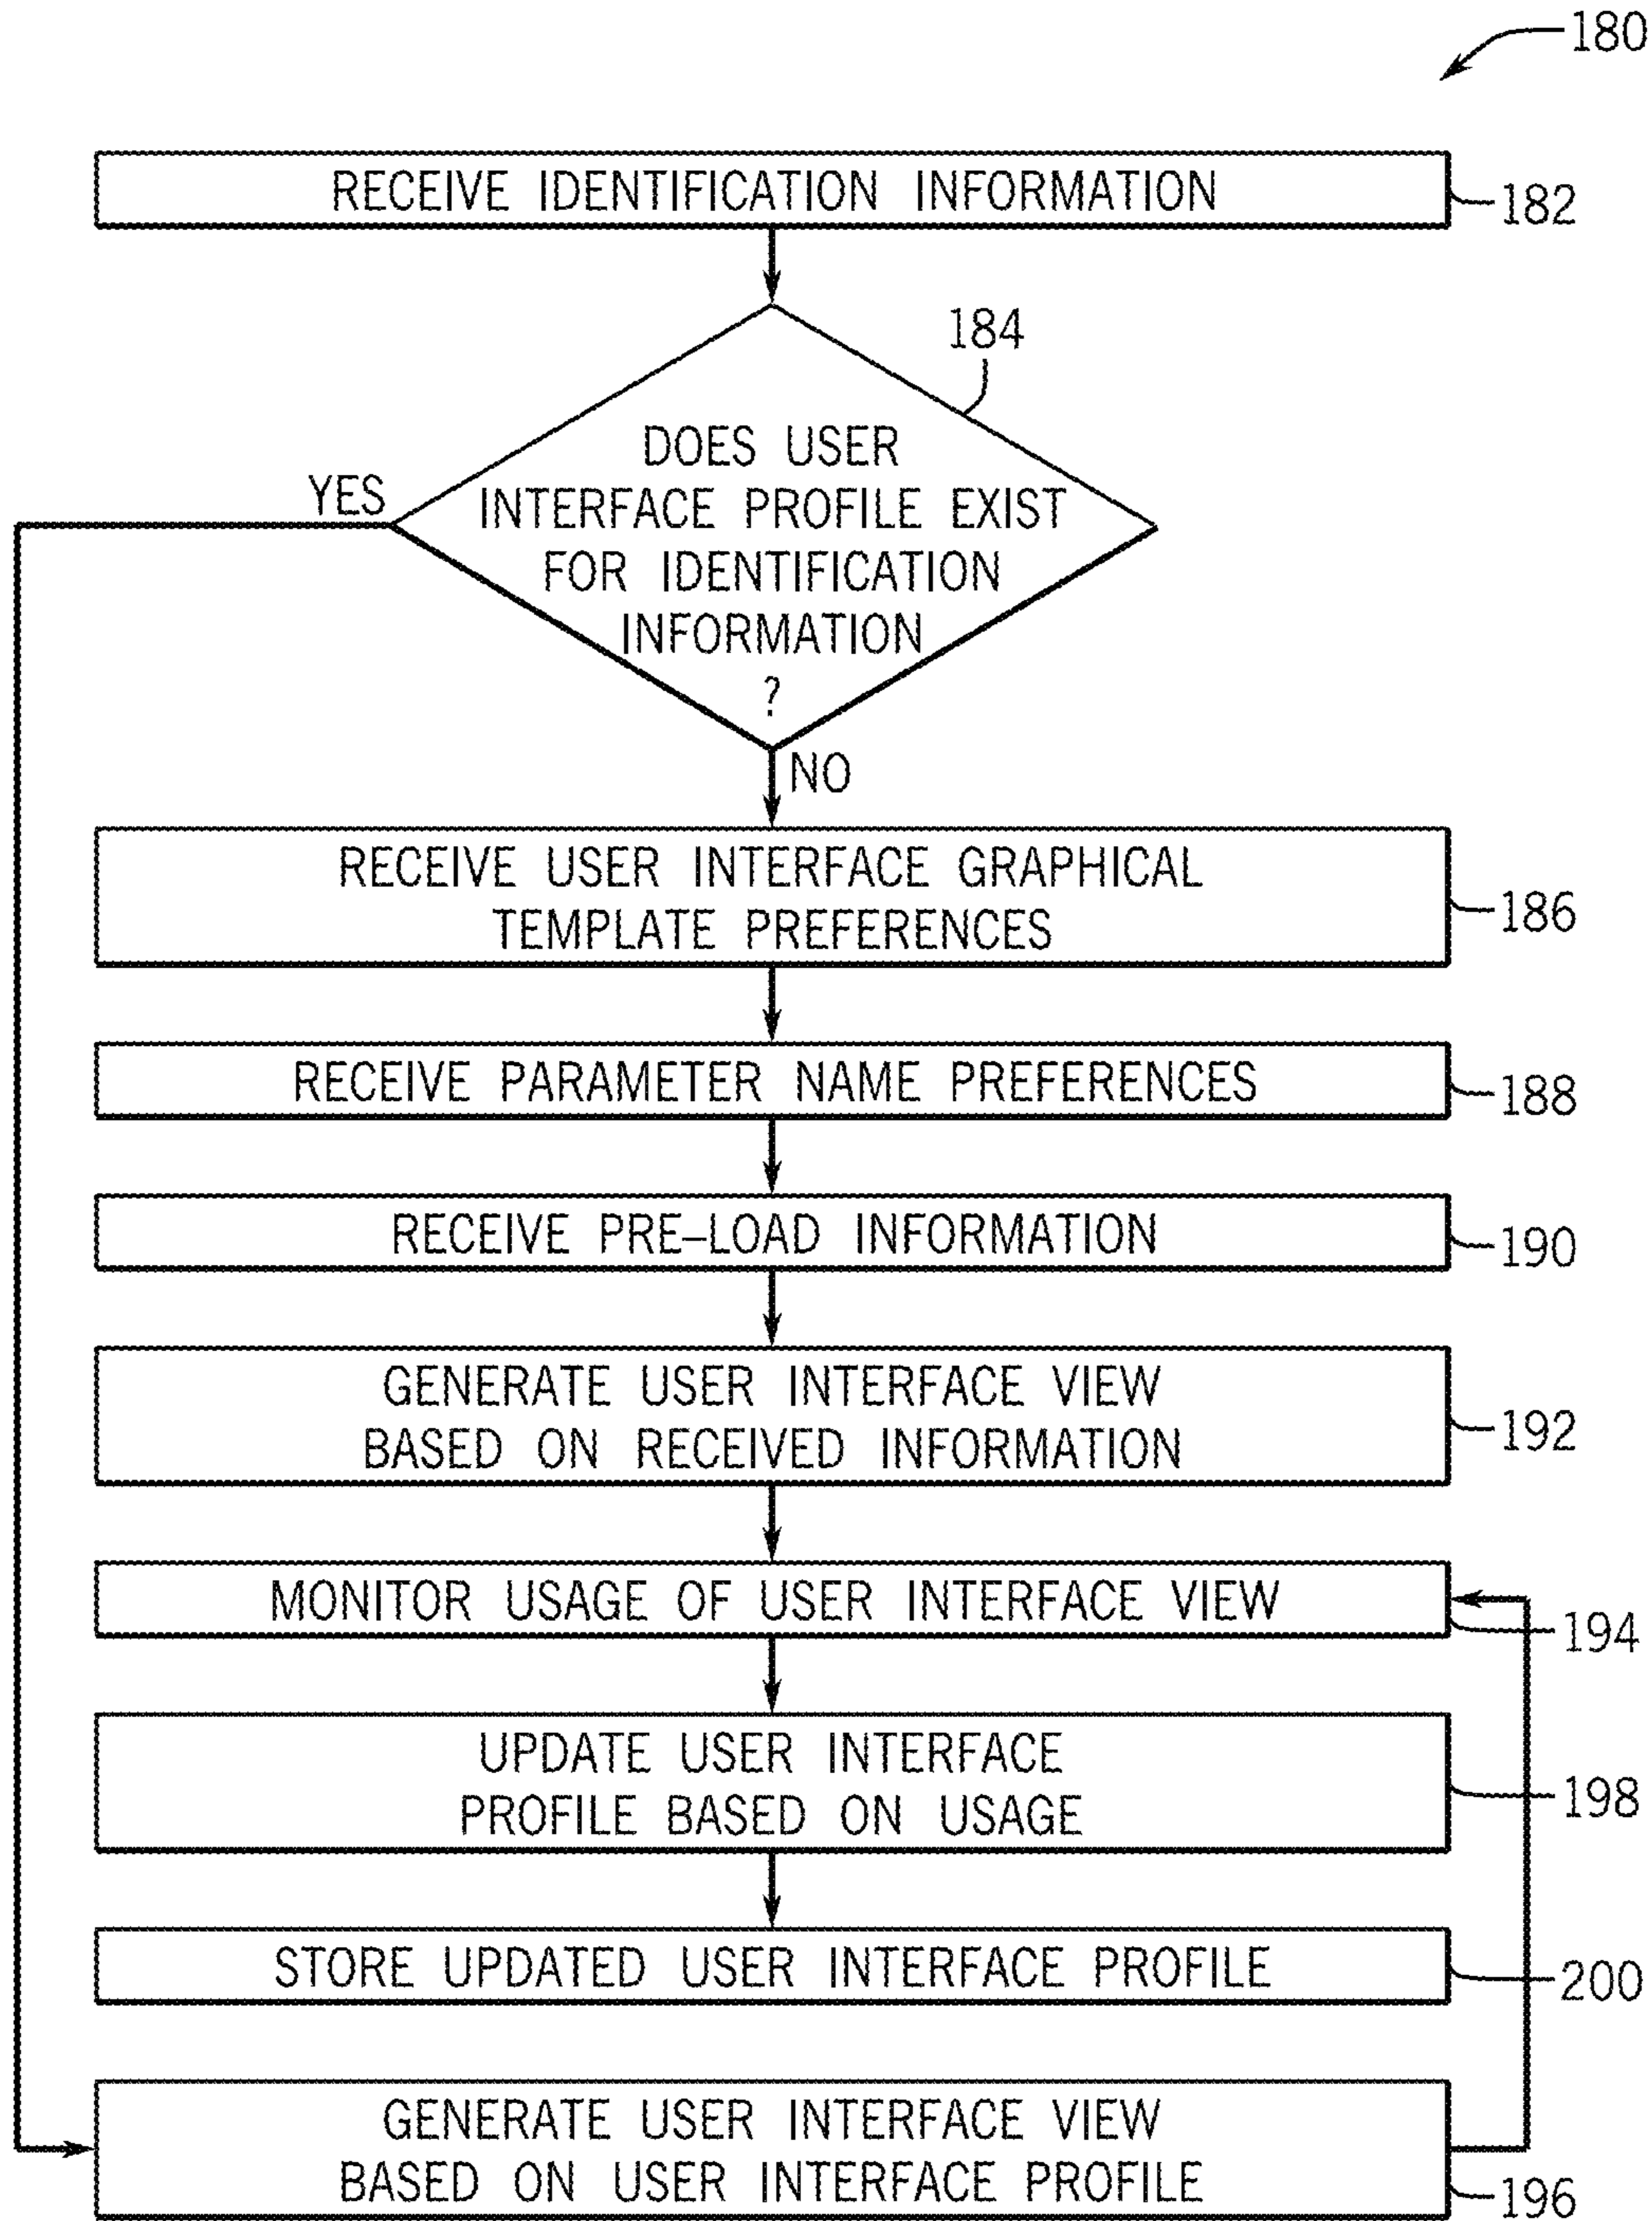 180
RECEIVE IDENTIFICATION INFORMATION
182
184
DOES USER
INTERFACE PROFILE EXIST
FOR IDENTIFICATION
INFORMATION
?
YES
NO
RECEIVE USER INTERFACE GRAPHICAL
TEMPLATE PREFERENCES
186
RECEIVE PARAMETER NAME PREFERENCES
188
RECEIVE PRE–LOAD INFORMATION
190
GENERATE USER INTERFACE VIEW
BASED ON RECEIVED INFORMATION
192
MONITOR USAGE OF USER INTERFACE VIEW
194
UPDATE USER INTERFACE
PROFILE BASED ON USAGE
198
STORE UPDATED USER INTERFACE PROFILE
200
GENERATE USER INTERFACE VIEW
BASED ON USER INTERFACE PROFILE
196